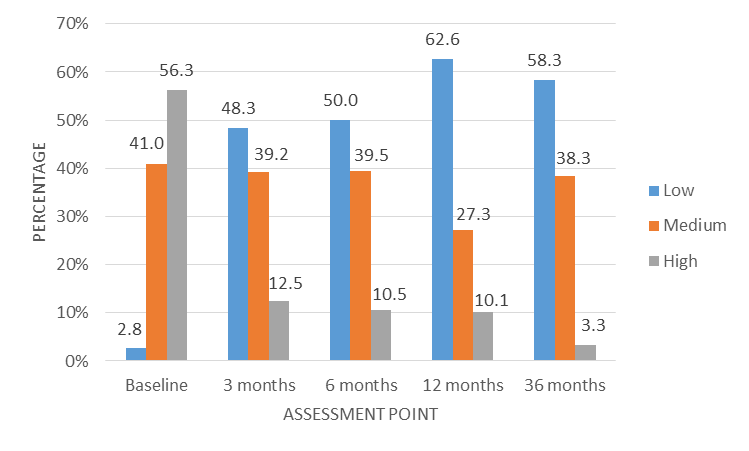 70%
60%
50%
40%
30%
20%
10%
0%
PERCENTAGE
2.8
41.0
56.3
48.3
39.2
12.5
50.0
39.5
10.5
62.6
27.3
10.1
58.3
38.3
3.3
Baseline
3 months
6 months
12 months
36 months
ASSESSMENT POINT
Low
Medium
High